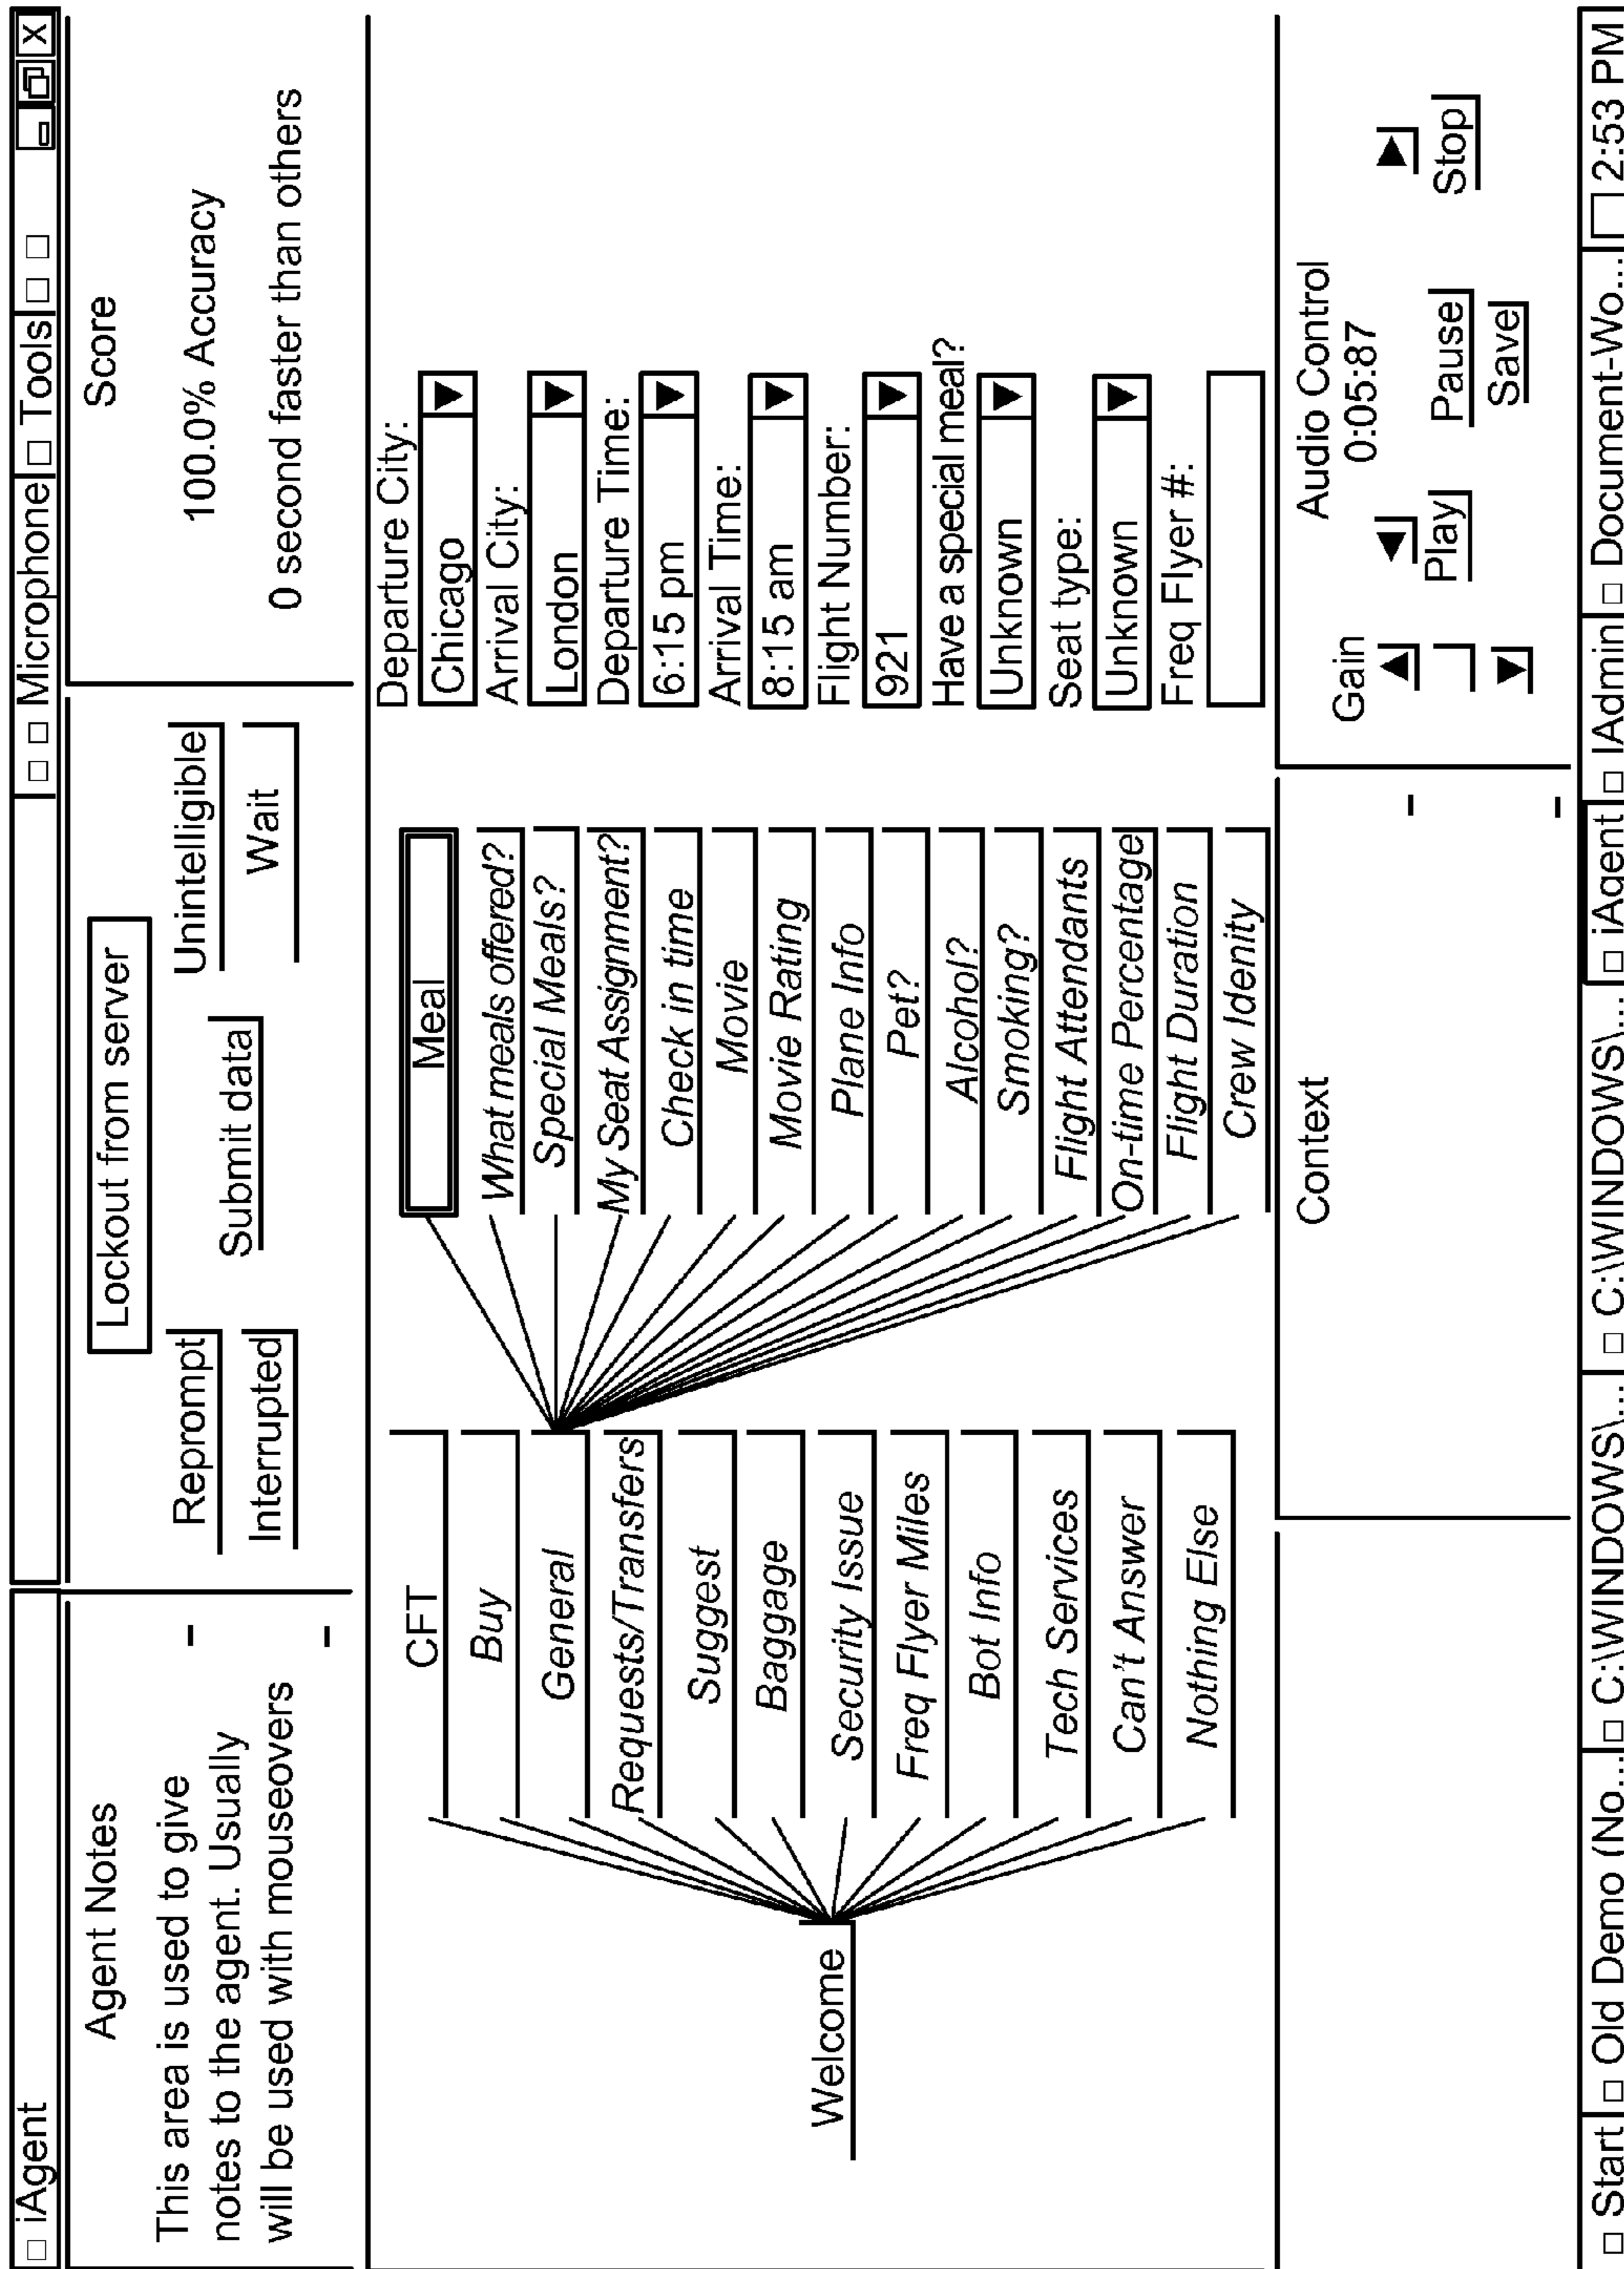 iAgent
Microphone
Tools
Agent Notes
This area is used to give
notes to the agent. Usually
will be used with mouseovers
Lockout from server
Reprompt
Unintelligible
Submit data
Interrupted
Wait
Score
100.0% Accuracy
0 second faster than others
Welcome
CFT
Buy
General
Requests/Transfers
Suggest
Baggage
Security Issue
Freq Flyer Miles
Bot Info
Tech Services
Can't Answer
Nothing Else
Meal
What meals offered?
Special Meals?
My Seat Assignment?
Check in time
Movie
Movie Rating
Plane Info
Pet?
Alcohol?
Smoking?
Flight Attendants
On-time Percentage
Flight Duration
Crew Idenity
Departure City:
Chicago
Arrival City:
London
Departure Time:
6:15 pm
Arrival Time:
8:15 am
Flight Number:
921
Have a special meal?
Unknown
Seat type:
Unknown
Freq Flyer #:
Context
Audio Control
Gain
0:05:87
Play
Pause
Stop
Save
Start
Old Demo (No...
C:\WINDOWS\...
C:\WINDOWS\...
iAgent
IAdmin
Document-Wo...
2:53 PM